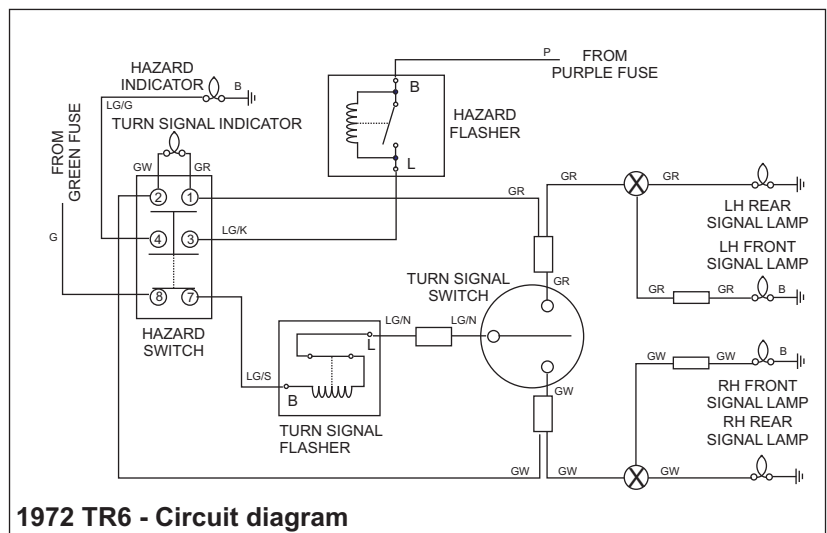 HAZARD
INDICATOR
B
LG/G
TURN SIGNAL INDICATOR
FROM
GREEN FUSE
G
GW
GR
2
1
4
3
8
7
HAZARD
SWITCH
P
FROM
PURPLE FUSE
B
HAZARD
FLASHER
L
LG/K
GR
GR
GR
LH REAR
SIGNAL LAMP
LH FRONT
SIGNAL LAMP
GR
GR
B
TURN SIGNAL
SWITCH
GR
LG/N
LG/N
L
B
LG/S
TURN SIGNAL
FLASHER
GW
GW
GW
B
RH FRONT
SIGNAL LAMP
RH REAR
SIGNAL LAMP
GW
GW
GW
1972 TR6 - Circuit diagram